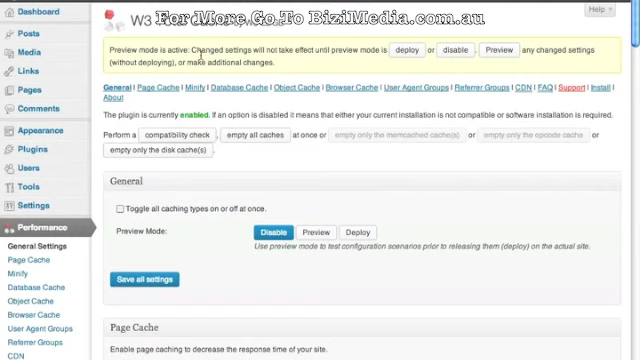 For More Go To BiziMedia.com.au
W3
Help
Dashboard
Posts
Media
Links
Pages
Comments
Appearance
Plugins
Users
Tools
Settings
Performance
General Settings
Page Cache
Minify
Database Cache
Object Cache
Browser Cache
User Agent Groups
Referrer Groups
CDN
Preview mode is active: Changed settings will not take effect until preview mode is deploy or disable . Preview any changed settings
(without deploying), or make additional changes.
General | Page Cache | Minify | Database Cache | Object Cache | Browser Cache | User Agent Groups | Referrer Groups | CDN | FAQ | Support | Install |
About
The plugin is currently enabled. If an option is disabled it means that either your current installation is not compatible or software installation is required.
Perform a compatibility check , empty all caches at once or empty only the memcached cache(s) or empty only the opcode cache or
empty only the disk cache(s) .
General
Toggle all caching types on or off at once.
Preview Mode: Disable Preview Deploy
Use preview mode to test configuration scenarios prior to releasing them (deploy) on the actual site.
Save all settings
Page Cache
Enable page caching to decrease the response time of your site.